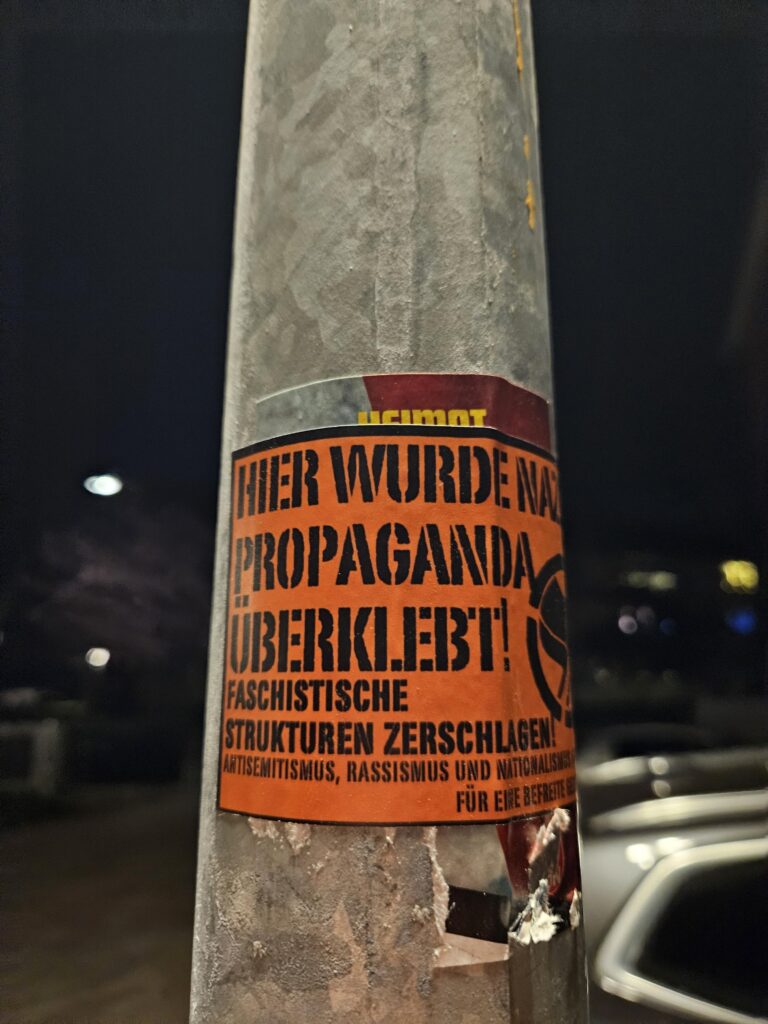 Heimat
HIER WURDE NAZ
PROPAGANDA
ÜBERKLEBT!
FASCHISTISCHE
STRUKTUREN ZERSCHLAGEN!
ANTISEMITISMUS, RASSISMUS UND NATIONALISMUS
FÜR EINE BEFREITE